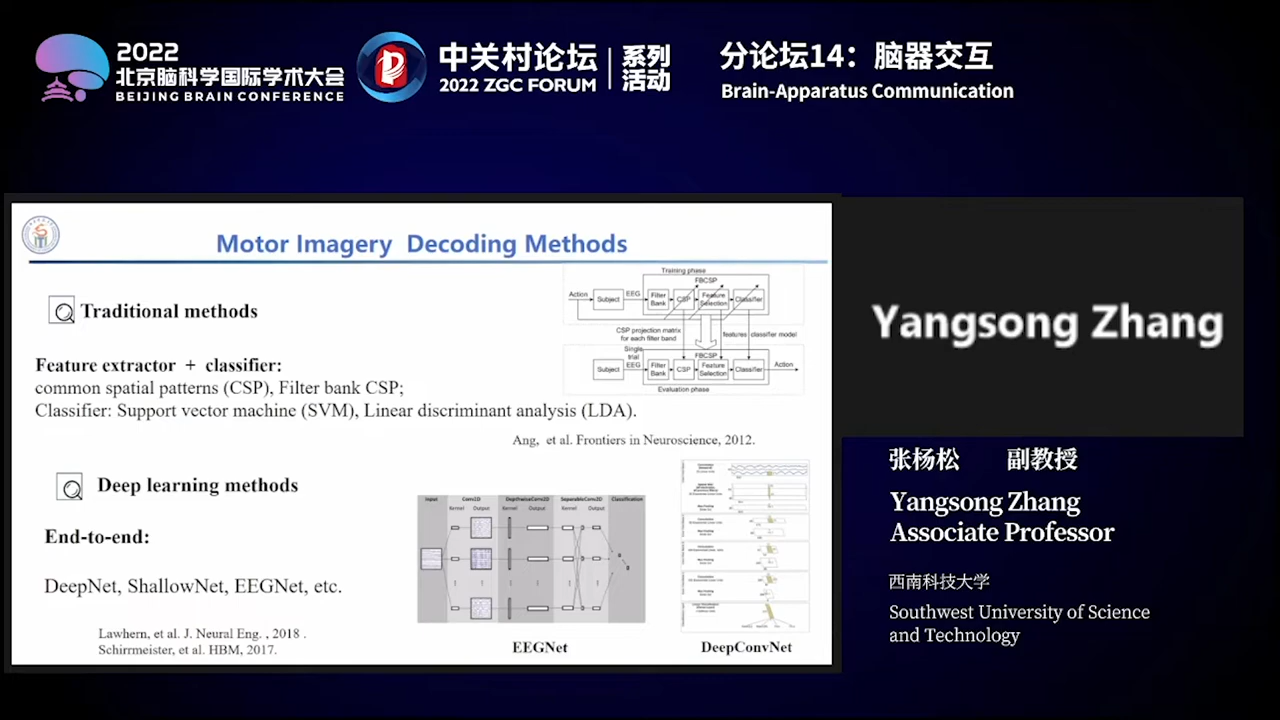 2022
北京脑科学国际学术大会
BEIJING BRAIN CONFERENCE
中关村论坛
2022 ZGC FORUM
系列
活动
分论坛14：脑器交互
Brain-Apparatus Communication
Motor Imagery Decoding Methods
Traditional methods
Feature extractor + classifier:
common spatial patterns (CSP), Filter bank CSP;
Classifier: Support vector machine (SVM), Linear discriminant analysis (LDA).
Training phase
FBCSP
Action
Subject
EEG
Filter Bank
CSP
Feature Selection
Classifier
CSP projection matrix
for each filter band
features
classifier model
Single
trial
EEG
FBCSP
Subject
Filter Bank
CSP
Feature Selection
Classifier
Action
Evaluation phase
Ang, et al. Frontiers in Neuroscience, 2012.
Deep learning methods
End-to-end:
DeepNet, ShallowNet, EEGNet, etc.
Lawhern, et al. J. Neural Eng. , 2018 .
Schirrmeister, et al. HBM, 2017.
Input Conv2D DepthwiseConv2D SeparableConv2D Classification
Kernel Output Kernel Output Kernel Output
EEGNet
DeepConvNet
Yangsong Zhang
张杨松 副教授
Yangsong Zhang
Associate Professor
西南科技大学
Southwest University of Science
and Technology